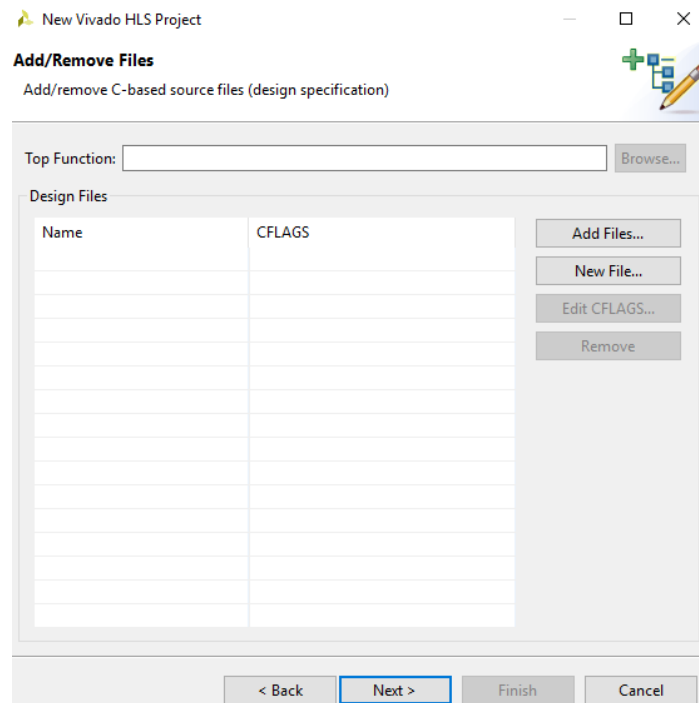 New Vivado HLS Project
Add/Remove Files
Add/remove C-based source files (design specification)
Top Function:
Browse...
Design Files
Name CFLAGS
Add Files...
New File...
Edit CFLAGS...
Remove
< Back Next > Finish Cancel